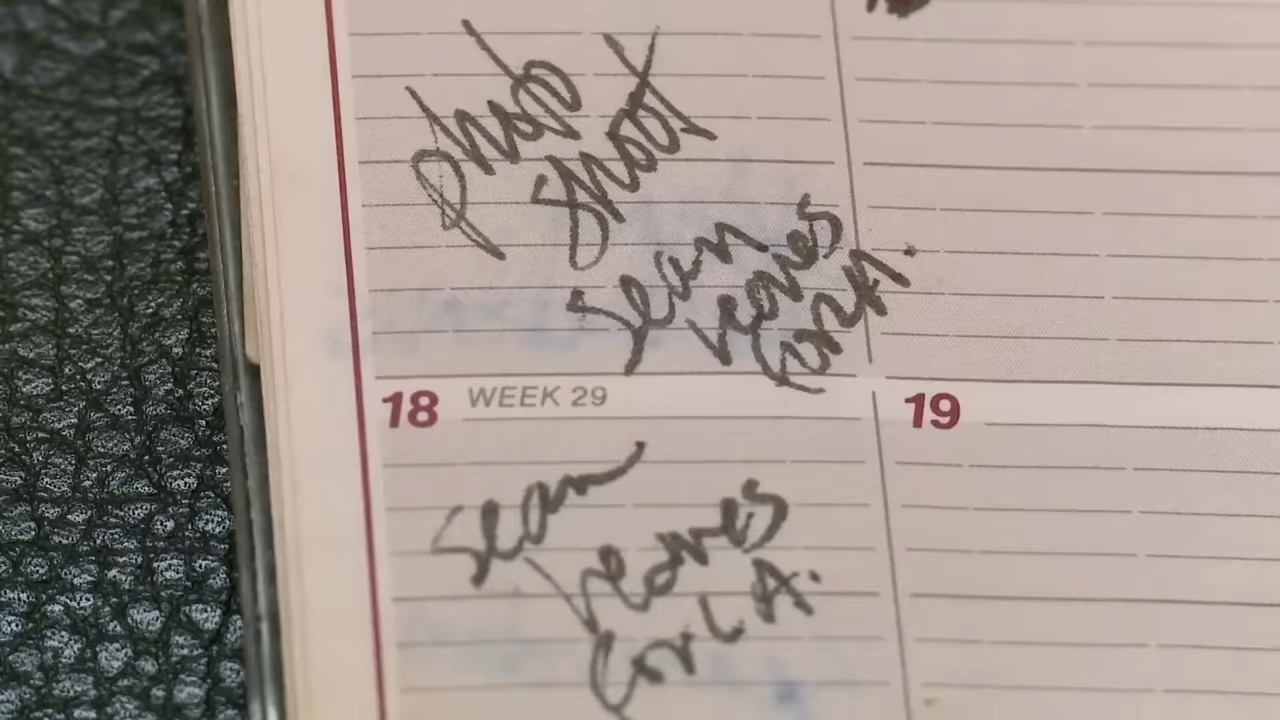 photo
shoot
Sean
leaves
for LA.
18 WEEK 29
19
Sean
leaves
for LA.